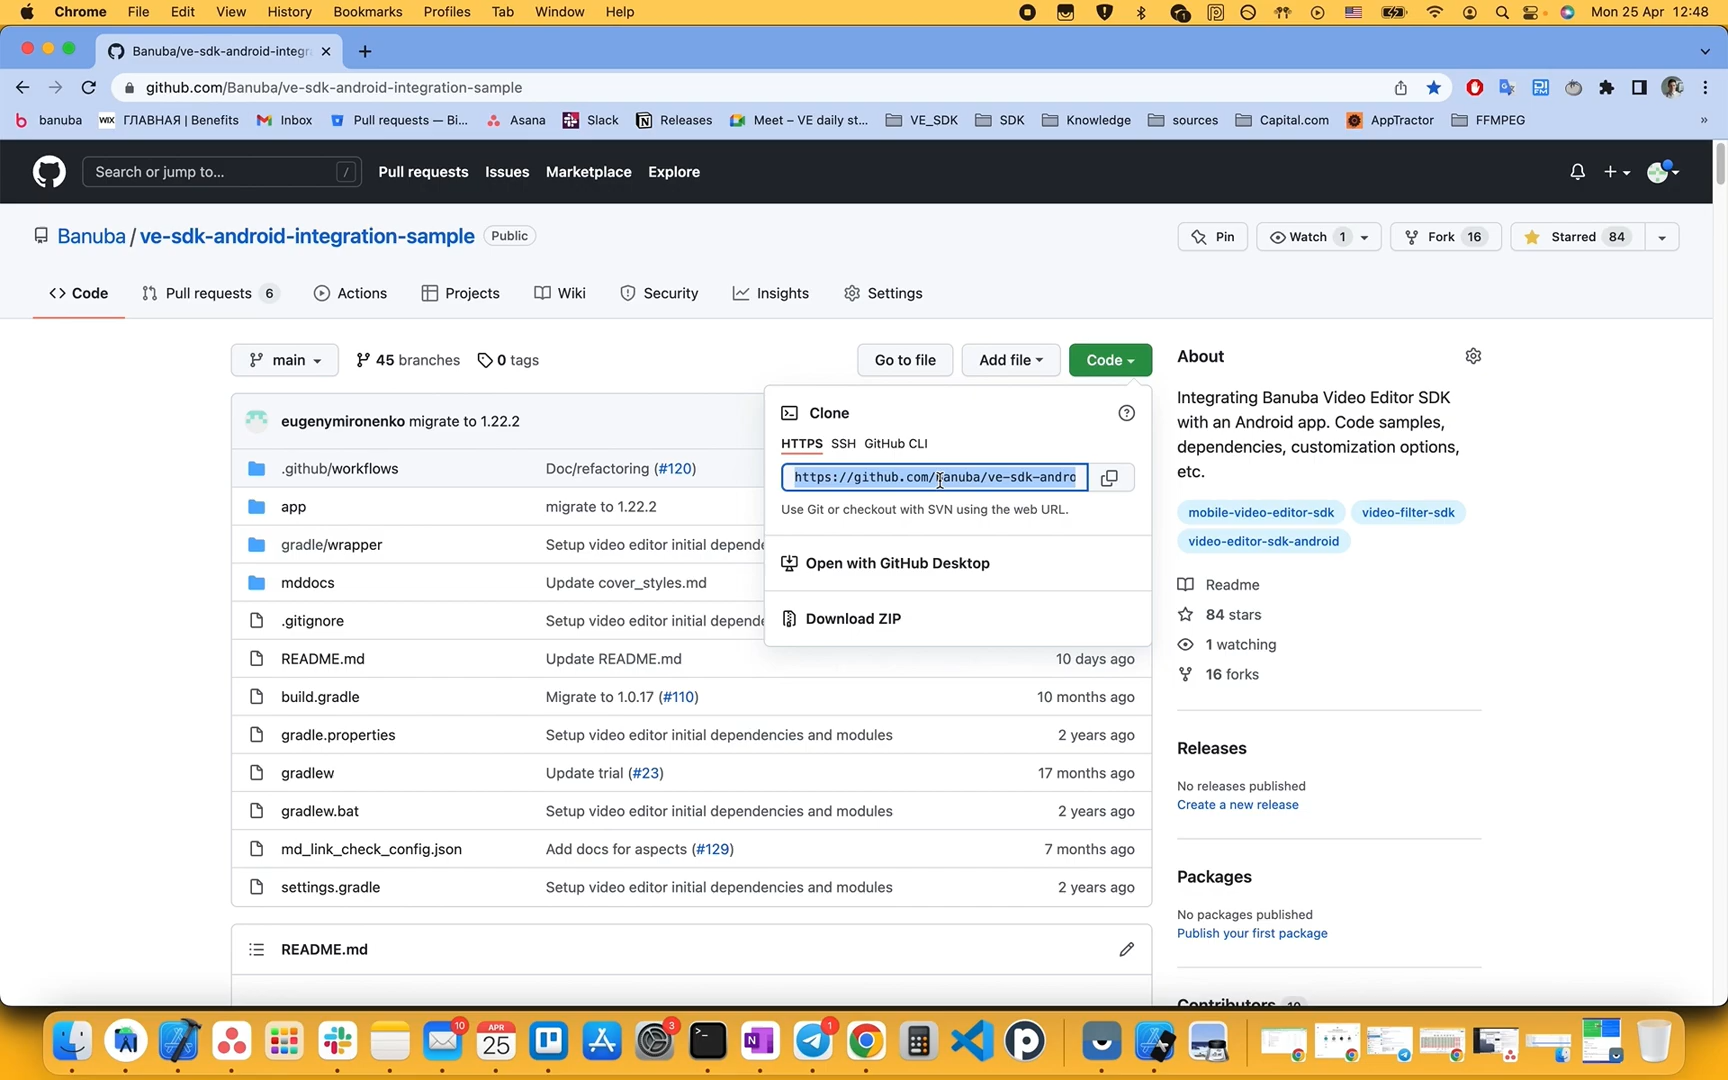 Chrome File Edit View History Bookmarks Profiles Tab Window Help Mon 25 Apr 12:48
Banuba/ve-sdk-android-integr
github.com/Banuba/ve-sdk-android-integration-sample
banuba WIX ГЛАВНАЯ | Benefits Inbox Pull requests — Bi... Asana Slack Releases Meet – VE daily st... VE_SDK SDK Knowledge sources Capital.com AppTractor FFMPEG »
Search or jump to... / Pull requests Issues Marketplace Explore
Banuba / ve-sdk-android-integration-sample Public
Pin Watch 1 Fork 16 Starred 84
Code Pull requests 6 Actions Projects Wiki Security Insights Settings
main 45 branches 0 tags Go to file Add file Code
eugenymironenko migrate to 1.22.2
.github/workflows Doc/refactoring (#120)
app migrate to 1.22.2
gradle/wrapper Setup video editor initial depende
mddocs Update cover_styles.md
.gitignore Setup video editor initial depende
README.md Update README.md 10 days ago
build.gradle Migrate to 1.0.17 (#110) 10 months ago
gradle.properties Setup video editor initial dependencies and modules 2 years ago
gradlew Update trial (#23) 17 months ago
gradlew.bat Setup video editor initial dependencies and modules 2 years ago
md_link_check_config.json Add docs for aspects (#129) 7 months ago
settings.gradle Setup video editor initial dependencies and modules 2 years ago
README.md
Clone
HTTPS SSH GitHub CLI
https://github.com/Banuba/ve-sdk-andro
Use Git or checkout with SVN using the web URL.
Open with GitHub Desktop
Download ZIP
About
Integrating Banuba Video Editor SDK
with an Android app. Code samples,
dependencies, customization options,
etc.
mobile-video-editor-sdk video-filter-sdk
video-editor-sdk-android
Readme
84 stars
1 watching
16 forks
Releases
No releases published
Create a new release
Packages
No packages published
Publish your first package
Contributors 10
10 APR 25 3 1